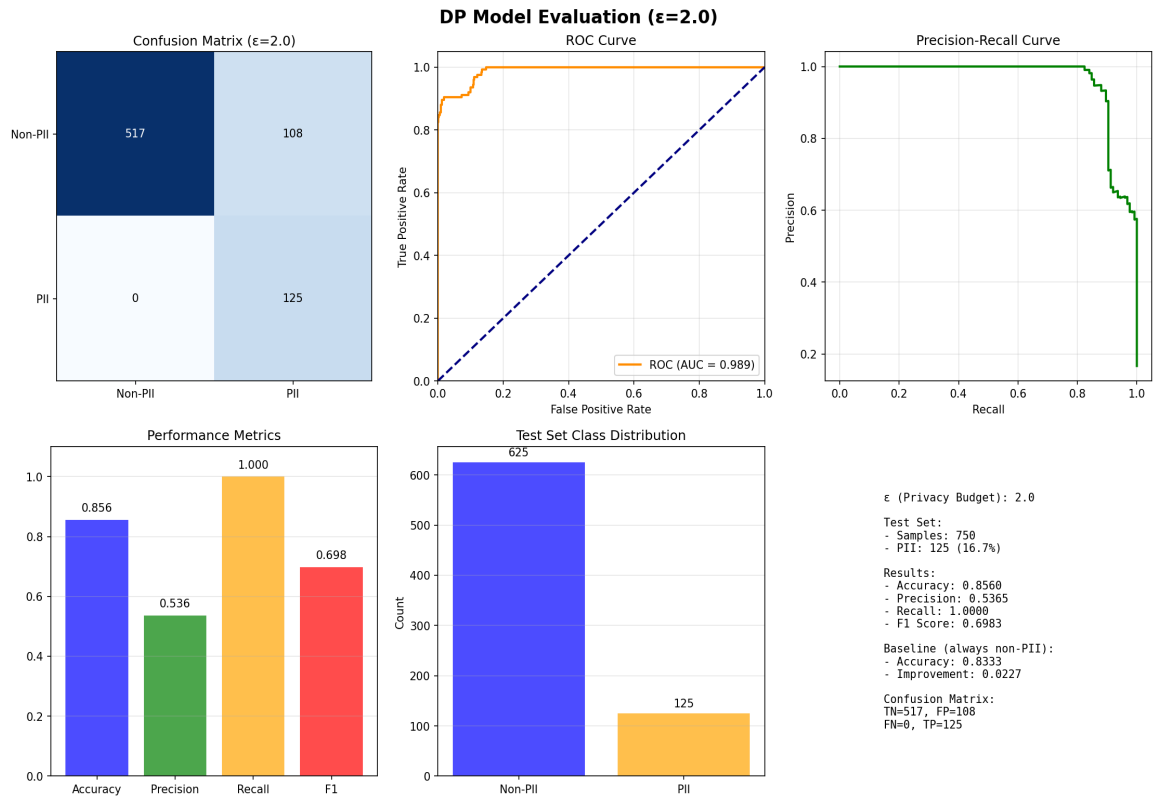 DP Model Evaluation (ε=2.0)
Confusion Matrix (ε=2.0)
Non-PII
PII
517
108
0
125
Non-PII
PII
ROC Curve
True Positive Rate
1.0
0.8
0.6
0.4
0.2
0.0
ROC (AUC = 0.989)
0.0
0.2
0.4
0.6
0.8
1.0
False Positive Rate
Precision-Recall Curve
Precision
1.0
0.8
0.6
0.4
0.2
0.0
0.2
0.4
0.6
0.8
1.0
Recall
Performance Metrics
1.0
0.8
0.6
0.4
0.2
0.0
0.856
0.536
1.000
0.698
Accuracy
Precision
Recall
F1
Test Set Class Distribution
Count
600
500
400
300
200
100
0
625
125
Non-PII
PII
ε (Privacy Budget): 2.0
Test Set:
- Samples: 750
- PII: 125 (16.7%)
Results:
- Accuracy: 0.8560
- Precision: 0.5365
- Recall: 1.0000
- F1 Score: 0.6983
Baseline (always non-PII):
- Accuracy: 0.8333
- Improvement: 0.0227
Confusion Matrix:
TN=517, FP=108
FN=0, TP=125